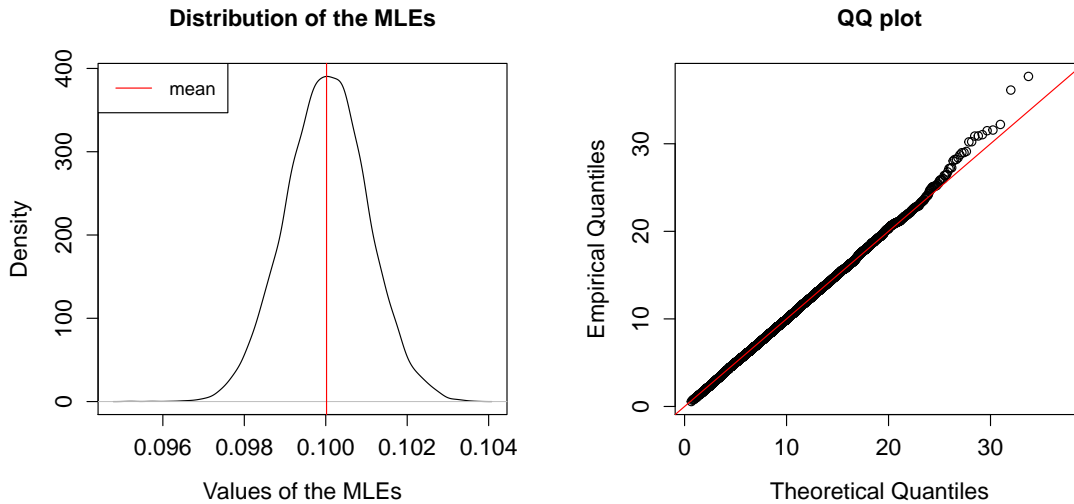 Distribution of the MLEs
mean
400
300
200
100
0
Density
0.096
0.098
0.100
0.102
0.104
Values of the MLEs
QQ plot
30
20
10
0
Empirical Quantiles
0
10
20
30
Theoretical Quantiles